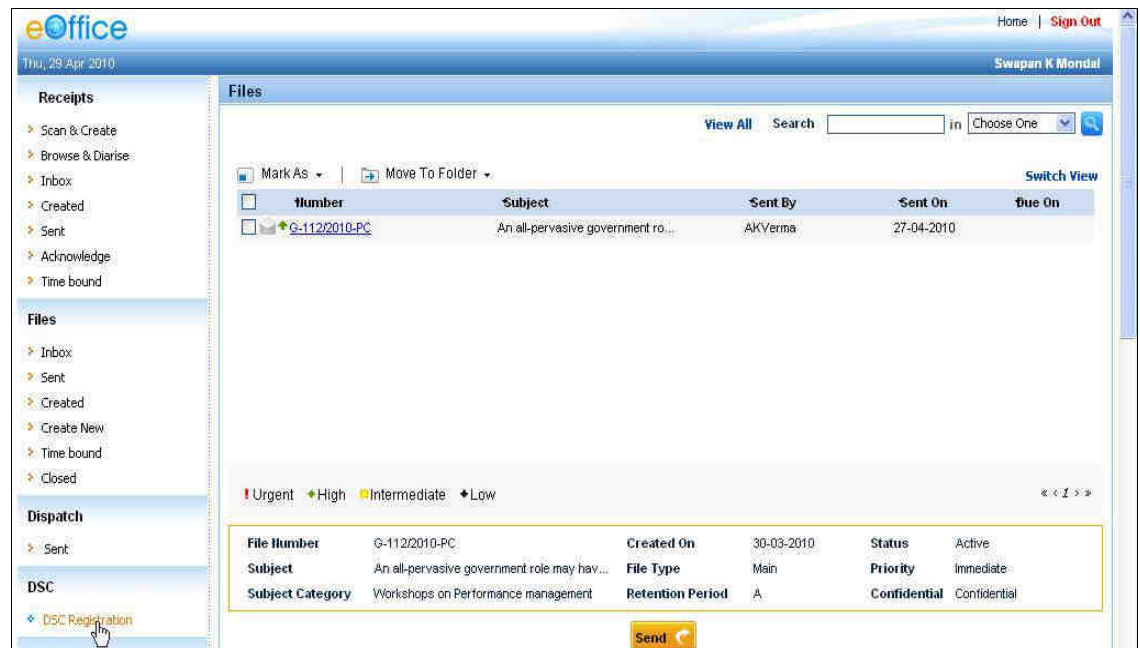 eOffice
Home | Sign Out
Thu, 29 Apr 2010
Swapan K Mondal
Receipts
Scan & Create
Browse & Diarise
Inbox
Created
Sent
Acknowledge
Time bound
Files
Inbox
Sent
Created
Create New
Time bound
Closed
Dispatch
Sent
DSC
DSC Registration
Files
View All Search in Choose One
Mark As | Move To Folder
Switch View
Number Subject Sent By Sent On Due On
G-112/2010-PC An all-pervasive government ro... AKVerma 27-04-2010
Urgent High Intermediate Low
« < 1 > »
File Number G-112/2010-PC Created On 30-03-2010 Status Active
Subject An all-pervasive government role may hav... File Type Main Priority Immediate
Subject Category Workshops on Performance management Retention Period A Confidential Confidential
Send